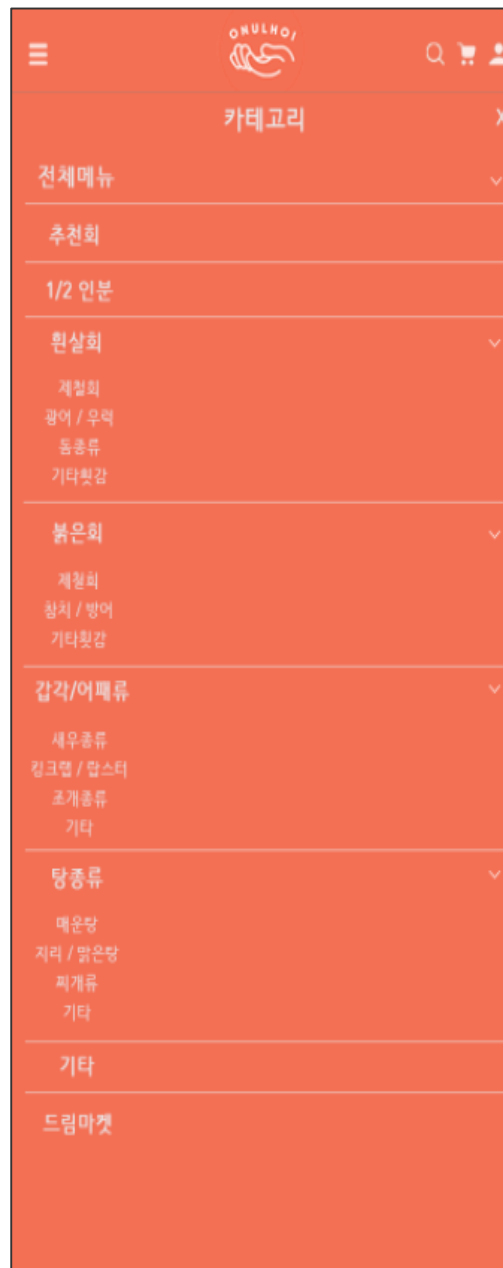 ONULHOI
카테고리
전체메뉴
추천회
1/2 인분
흰살회
제철회
광어 / 우럭
돔종류
기타횟감
붉은회
제철회
참치 / 방어
기타횟감
갑각/어패류
새우종류
킹크랩 / 랍스터
조개종류
기타
탕종류
매운탕
지리 / 맑은탕
찌개류
기타
기타
드림마켓